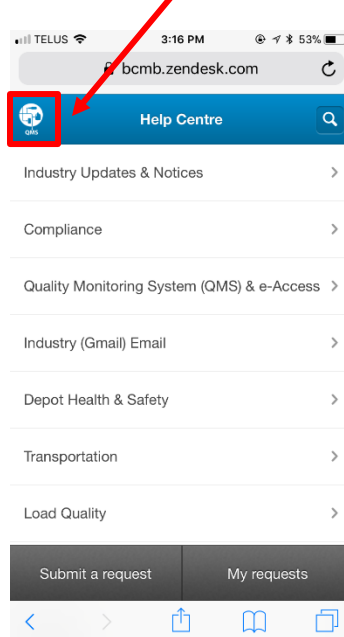 TELUS 3:16 PM 53%
bcmb.zendesk.com
QMS Help Centre
Industry Updates & Notices
Compliance
Quality Monitoring System (QMS) & e-Access
Industry (Gmail) Email
Depot Health & Safety
Transportation
Load Quality
Submit a request My requests